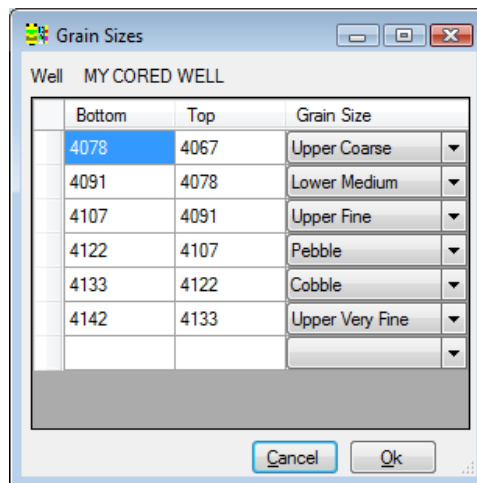 Grain Sizes
Well MY CORED WELL
Bottom Top Grain Size
4078 4067 Upper Coarse
4091 4078 Lower Medium
4107 4091 Upper Fine
4122 4107 Pebble
4133 4122 Cobble
4142 4133 Upper Very Fine
Cancel Ok